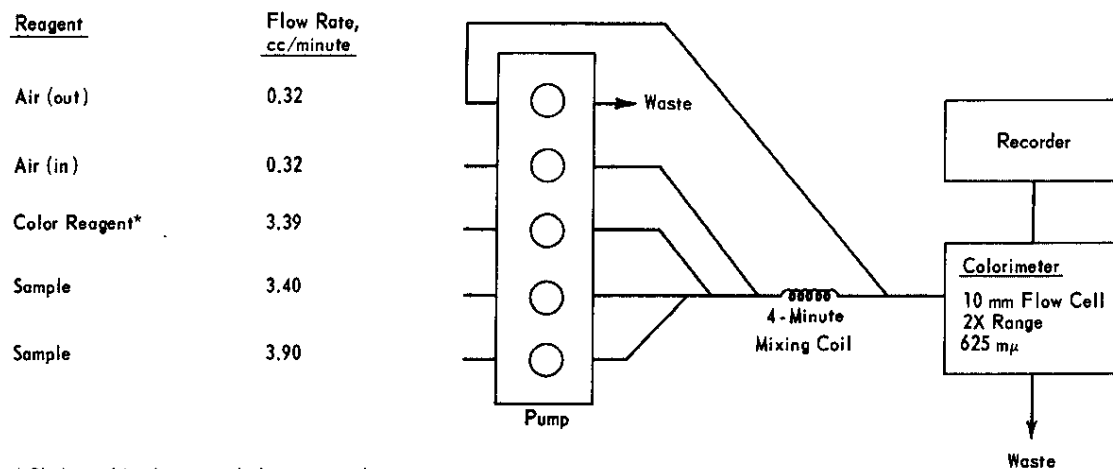 Reagent
Flow Rate,
cc/minute
Air (out) 0.32
Air (in) 0.32
Color Reagent* 3.39
Sample 3.40
Sample 3.90
Waste
Pump
4-Minute
Mixing Coil
Recorder
Colorimeter
10 mm Flow Cell
2X Range
625 mμ
Waste